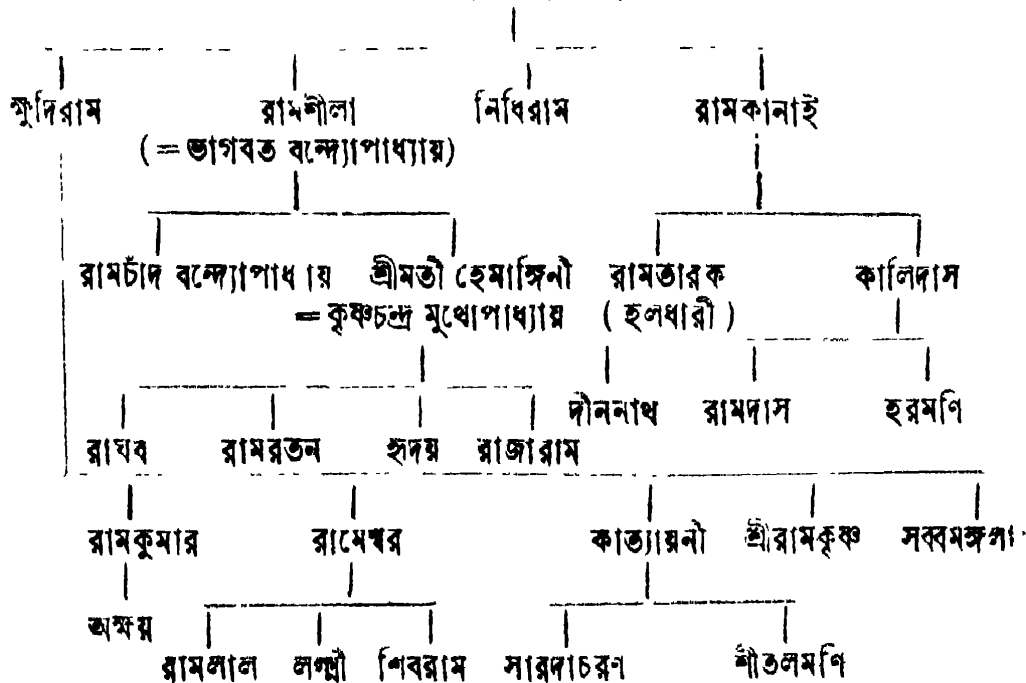 ক্ষুদিরাম রামশীলা নিধিরাম রামকানাই
(= ভাগবত বন্দ্যোপাধ্যায়)
রামচাঁদ বন্দ্যোপাধ্যায় শ্রীমতী হেমাঙ্গিনী রামতারক কালিদাস
= কৃষ্ণচন্দ্র মুখোপাধ্যায় (হলধারী)
দীননাথ রামদাস হরমণি
রাঘব রামরতন হৃদয় রাজারাম
রামকুমার রামেশ্বর কাত্যায়নী শ্রীরামকৃষ্ণ সর্ব্বমঙ্গলা
অক্ষয়
রামলাল লক্ষ্মী শিবরাম সারদাচরণ শীতলমণি